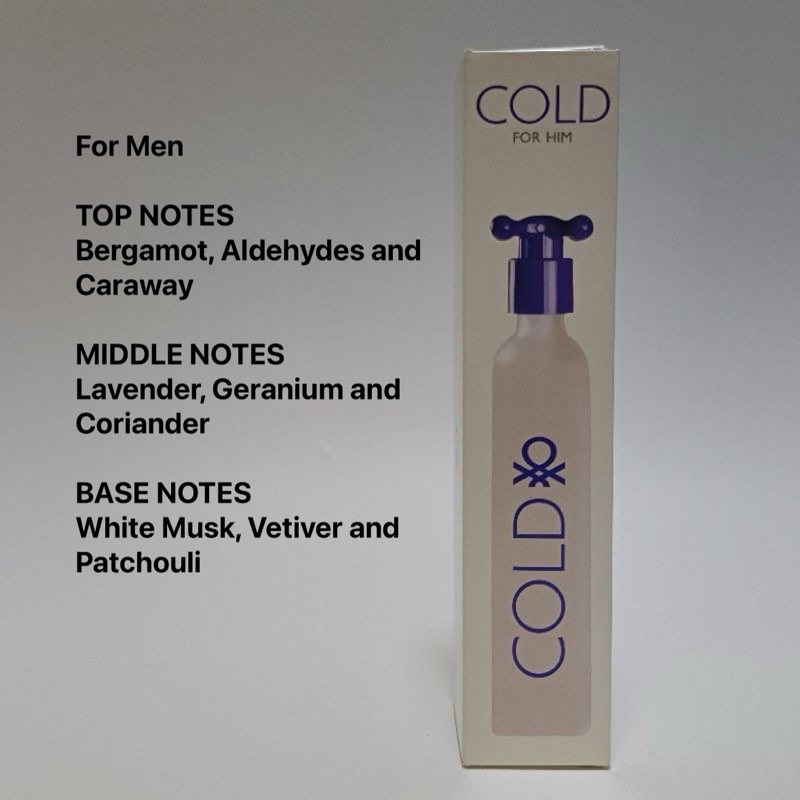 For Men
TOP NOTES
Bergamot, Aldehydes and
Caraway
MIDDLE NOTES
Lavender, Geranium and
Coriander
BASE NOTES
White Musk, Vetiver and
Patchouli
COLD
FOR HIM
COLD